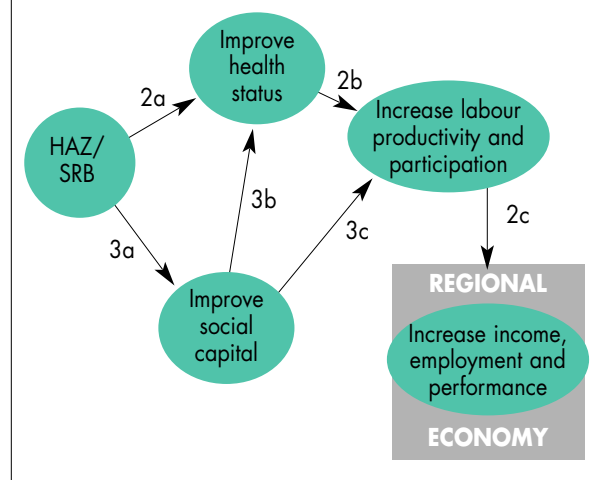 Improve
health
status
2a
2b
HAZ/
SRB
Increase labour
productivity and
participation
3a
3b
3c
2c
Improve
social
capital
REGIONAL
Increase income,
employment and
performance
ECONOMY